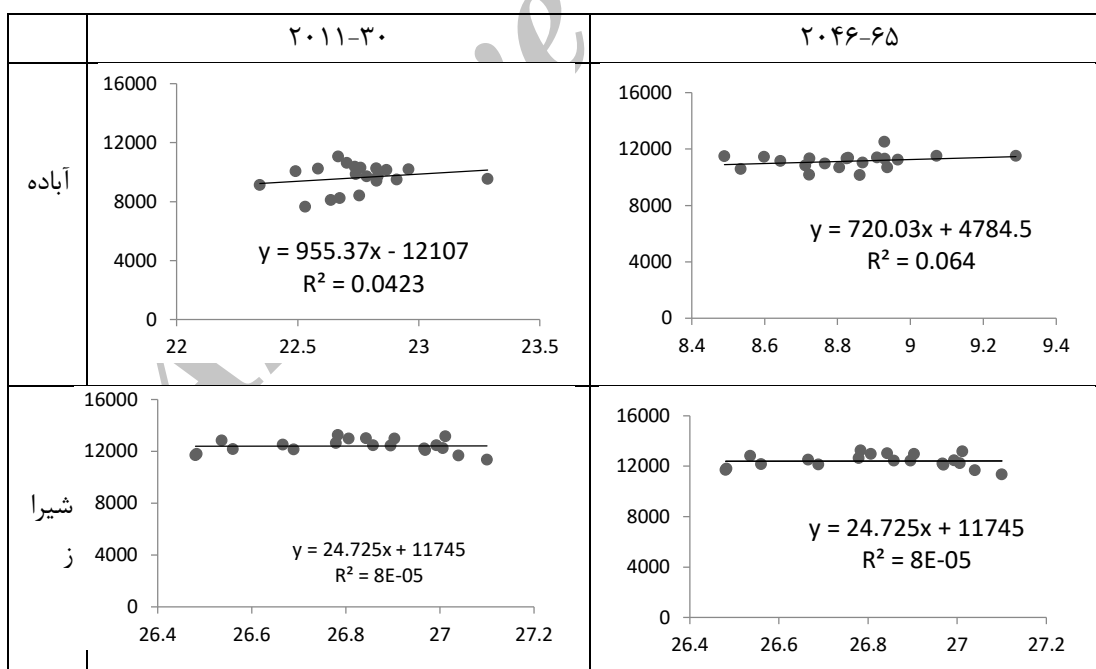 ۲۰۱۱-۳۰
۲۰۴۶-۶۵
آباده
16000
12000
8000
4000
0
22 22.5 23 23.5
y = 955.37x - 12107
R² = 0.0423
16000
12000
8000
4000
0
8.4 8.6 8.8 9 9.2 9.4
y = 720.03x + 4784.5
R² = 0.064
شیرا
ز
16000
12000
8000
4000
0
26.4 26.6 26.8 27 27.2
y = 24.725x + 11745
R² = 8E-05
16000
12000
8000
4000
0
26.4 26.6 26.8 27 27.2
y = 24.725x + 11745
R² = 8E-05